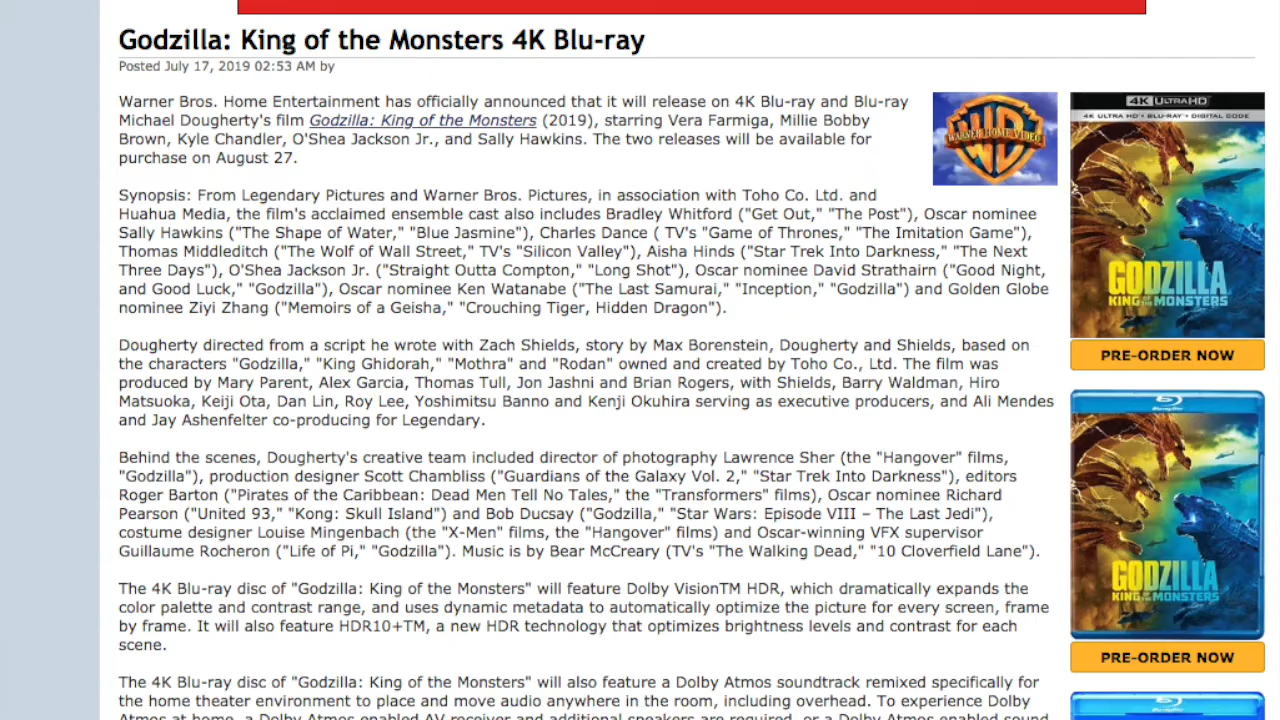 Godzilla: King of the Monsters 4K Blu-ray
Posted July 17, 2019 02:53 AM by
Warner Bros. Home Entertainment has officially announced that it will release on 4K Blu-ray and Blu-ray
Michael Dougherty's film Godzilla: King of the Monsters (2019), starring Vera Farmiga, Millie Bobby
Brown, Kyle Chandler, O'Shea Jackson Jr., and Sally Hawkins. The two releases will be available for
purchase on August 27.
Synopsis: From Legendary Pictures and Warner Bros. Pictures, in association with Toho Co. Ltd. and
Huahua Media, the film's acclaimed ensemble cast also includes Bradley Whitford ("Get Out," "The Post"), Oscar nominee
Sally Hawkins ("The Shape of Water," "Blue Jasmine"), Charles Dance ( TV's "Game of Thrones," "The Imitation Game"),
Thomas Middleditch ("The Wolf of Wall Street," TV's "Silicon Valley"), Aisha Hinds ("Star Trek Into Darkness," "The Next
Three Days"), O'Shea Jackson Jr. ("Straight Outta Compton," "Long Shot"), Oscar nominee David Strathairn ("Good Night,
and Good Luck," "Godzilla"), Oscar nominee Ken Watanabe ("The Last Samurai," "Inception," "Godzilla") and Golden Globe
nominee Ziyi Zhang ("Memoirs of a Geisha," "Crouching Tiger, Hidden Dragon").
Dougherty directed from a script he wrote with Zach Shields, story by Max Borenstein, Dougherty and Shields, based on
the characters "Godzilla," "King Ghidorah," "Mothra" and "Rodan" owned and created by Toho Co., Ltd. The film was
produced by Mary Parent, Alex Garcia, Thomas Tull, Jon Jashni and Brian Rogers, with Shields, Barry Waldman, Hiro
Matsuoka, Keiji Ota, Dan Lin, Roy Lee, Yoshimitsu Banno and Kenji Okuhira serving as executive producers, and Ali Mendes
and Jay Ashenfelter co-producing for Legendary.
Behind the scenes, Dougherty's creative team included director of photography Lawrence Sher (the "Hangover" films,
"Godzilla"), production designer Scott Chambliss ("Guardians of the Galaxy Vol. 2," "Star Trek Into Darkness"), editors
Roger Barton ("Pirates of the Caribbean: Dead Men Tell No Tales," the "Transformers" films), Oscar nominee Richard
Pearson ("United 93," "Kong: Skull Island") and Bob Ducsay ("Godzilla," "Star Wars: Episode VIII – The Last Jedi"),
costume designer Louise Mingenbach (the "X-Men" films, the "Hangover" films) and Oscar-winning VFX supervisor
Guillaume Rocheron ("Life of Pi," "Godzilla"). Music is by Bear McCreary (TV's "The Walking Dead," "10 Cloverfield Lane").
The 4K Blu-ray disc of "Godzilla: King of the Monsters" will feature Dolby VisionTM HDR, which dramatically expands the
color palette and contrast range, and uses dynamic metadata to automatically optimize the picture for every screen, frame
by frame. It will also feature HDR10+TM, a new HDR technology that optimizes brightness levels and contrast for each
scene.
The 4K Blu-ray disc of "Godzilla: King of the Monsters" will also feature a Dolby Atmos soundtrack remixed specifically for
the home theater environment to place and move audio anywhere in the room, including overhead. To experience Dolby
Atmos at home, a Dolby Atmos enabled AV receiver and additional speakers are required, or a Dolby Atmos enabled sound
WARNER HOME VIDEO
4K ULTRA HD
4K ULTRA HD + BLU-RAY + DIGITAL CODE
GODZILLA
KING OF THE MONSTERS
PRE-ORDER NOW
Blu-ray Disc
GODZILLA
KING OF THE MONSTERS
PRE-ORDER NOW